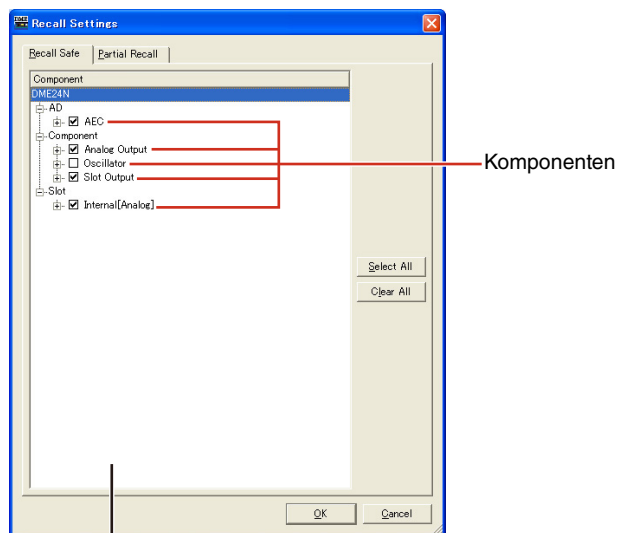 Recall Settings
Recall Safe
Partial Recall
Component
DME24N
AD
AEC
Component
Analog Output
Oscillator
Slot Output
Slot
Internal[Analog]
Komponenten
Select All
Clear All
OK
Cancel